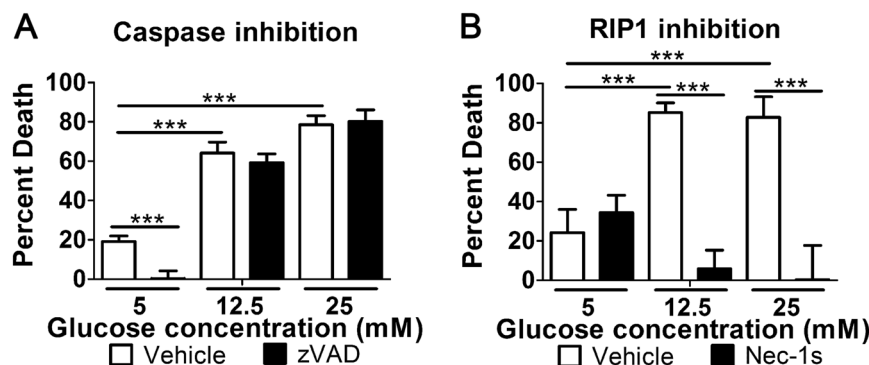 A
Caspase inhibition
Percent Death
100
80
60
40
20
0
***
***
***
5
12.5
25
Glucose concentration (mM)
Vehicle
zVAD
B
RIP1 inhibition
Percent Death
100
80
60
40
20
0
***
***
***
***
5
12.5
25
Glucose concentration (mM)
Vehicle
Nec-1s